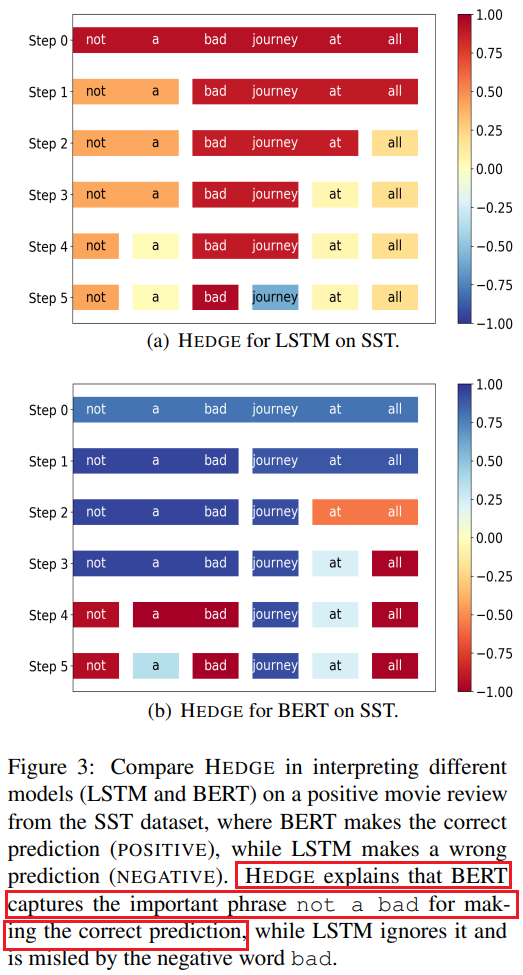 Step 0 not a bad journey at all
Step 1 not a bad journey at all
Step 2 not a bad journey at all
Step 3 not a bad journey at all
Step 4 not a bad journey at all
Step 5 not a bad journey at all
1.00
0.75
0.50
0.25
0.00
−0.25
−0.50
−0.75
−1.00
(a) HEDGE for LSTM on SST.
Step 0 not a bad journey at all
Step 1 not a bad journey at all
Step 2 not a bad journey at all
Step 3 not a bad journey at all
Step 4 not a bad journey at all
Step 5 not a bad journey at all
1.00
0.75
0.50
0.25
0.00
−0.25
−0.50
−0.75
−1.00
(b) HEDGE for BERT on SST.
Figure 3: Compare HEDGE in interpreting different
models (LSTM and BERT) on a positive movie review
from the SST dataset, where BERT makes the correct
prediction (POSITIVE), while LSTM makes a wrong
prediction (NEGATIVE). HEDGE explains that BERT
captures the important phrase not a bad for mak-
ing the correct prediction, while LSTM ignores it and
is misled by the negative word bad.